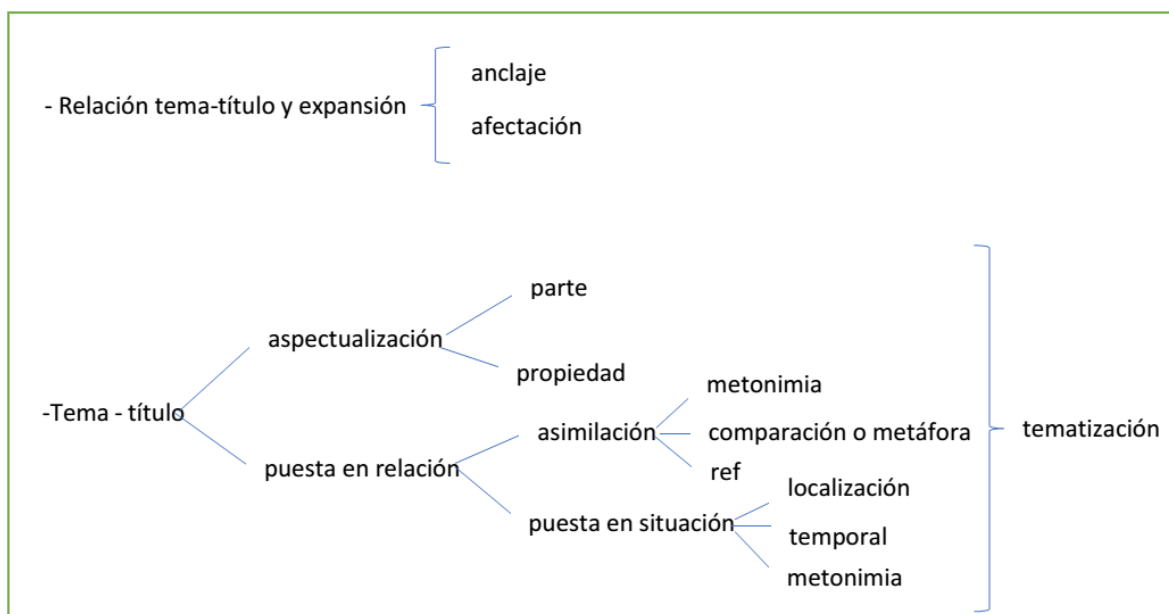 anclaje
- Relación tema-título y expansión
afectación
parte
aspectualización
propiedad
metonimia
-Tema - título
asimilación
comparación o metáfora
tematización
puesta en relación
ref
localización
puesta en situación
temporal
metonimia